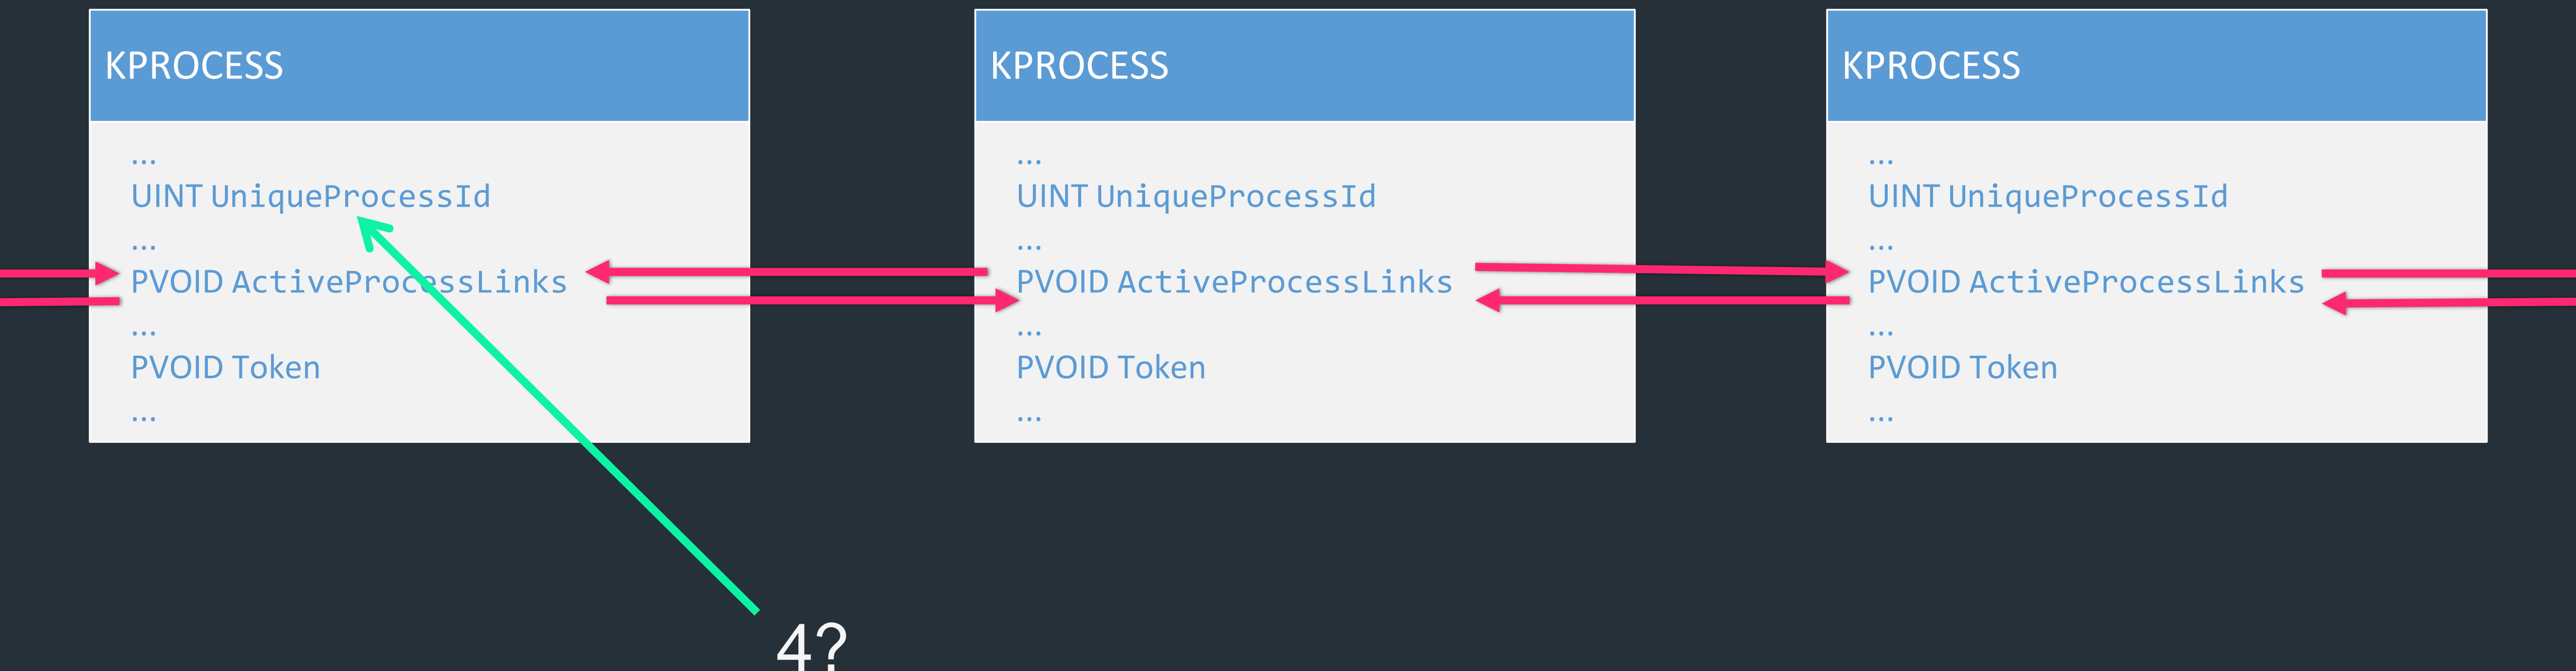 KPROCESS
...
UINT UniqueProcessId
...
PVOID ActiveProcessLinks
...
PVOID Token
...
KPROCESS
...
UINT UniqueProcessId
...
PVOID ActiveProcessLinks
...
PVOID Token
...
KPROCESS
...
UINT UniqueProcessId
...
PVOID ActiveProcessLinks
...
PVOID Token
...
4?